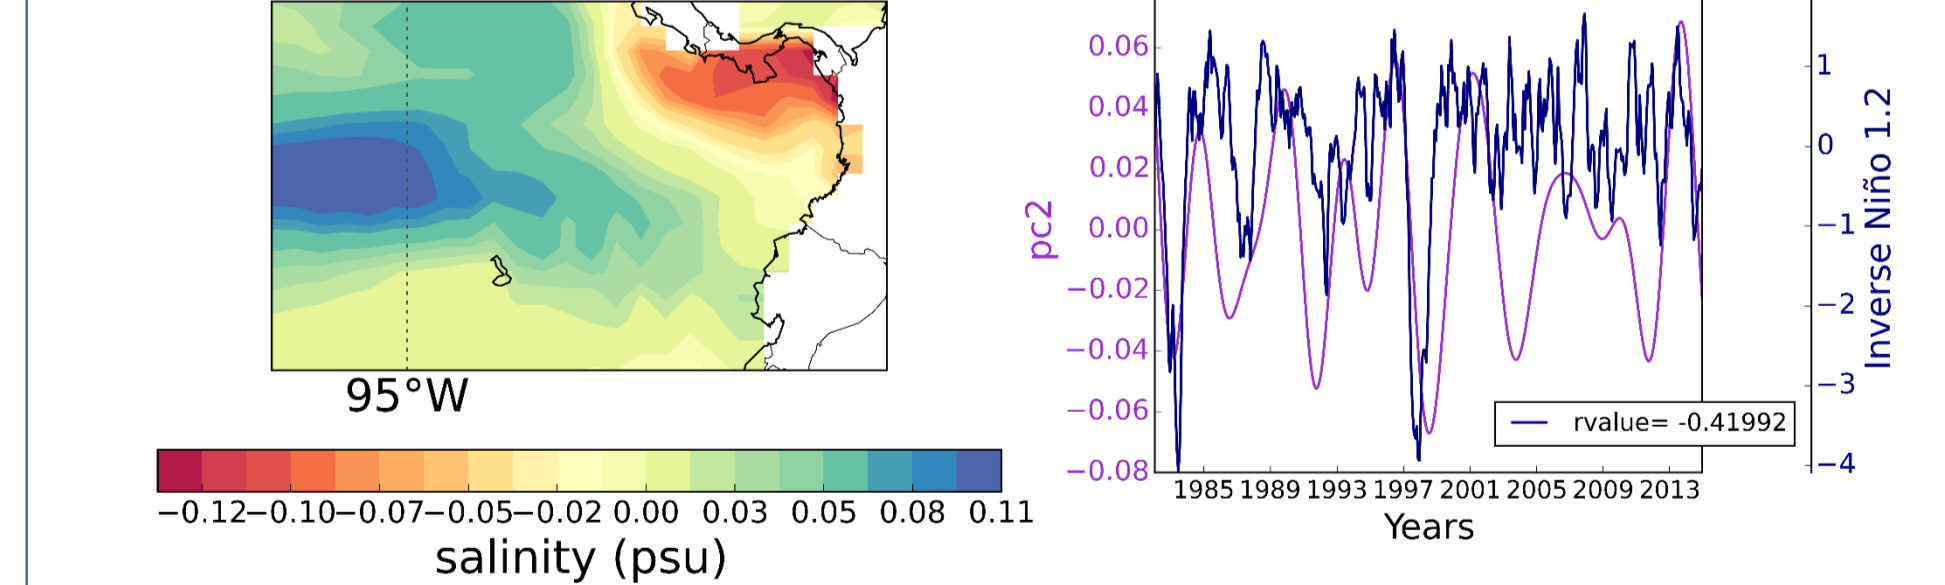 95°W
−0.12−0.10−0.07−0.05−0.02 0.00 0.03 0.05 0.08 0.11
salinity (psu)
0.06
0.04
0.02
0.00
−0.02
−0.04
−0.06
−0.08
pc2
1
0
−1
−2
−3
−4
Inverse Niño 1.2
rvalue= -0.41992
1985 1989 1993 1997 2001 2005 2009 2013
Years